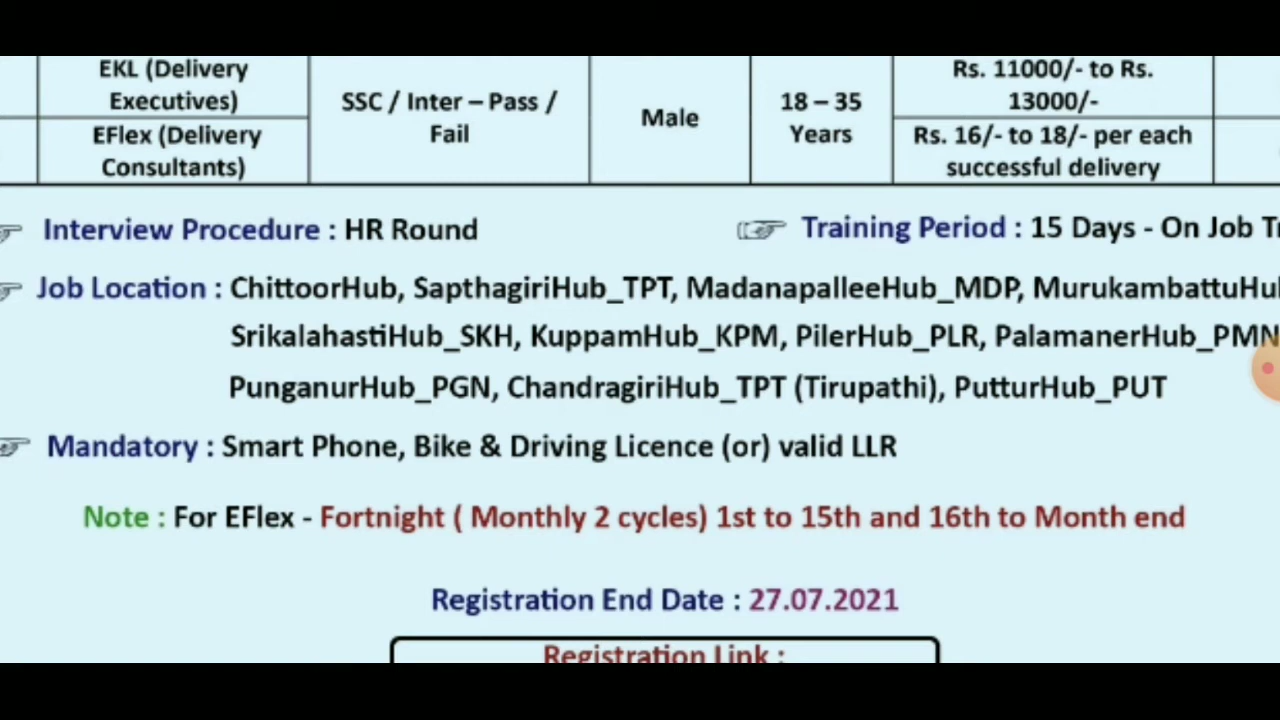 EKL (Delivery
Executives)
SSC / Inter – Pass /
Fail
Male
18 – 35
Years
Rs. 11000/- to Rs.
13000/-
EFlex (Delivery
Consultants)
Rs. 16/- to 18/- per each
successful delivery
Interview Procedure : HR Round
Training Period : 15 Days - On Job
Job Location : ChittoorHub, SapthagiriHub_TPT, MadanapalleeHub_MDP, MurukambattuHu
SrikalahastiHub_SKH, KuppamHub_KPM, PilerHub_PLR, PalamanerHub_PMN
PunganurHub_PGN, ChandragiriHub_TPT (Tirupathi), PutturHub_PUT
Mandatory : Smart Phone, Bike & Driving Licence (or) valid LLR
Note : For EFlex - Fortnight ( Monthly 2 cycles) 1st to 15th and 16th to Month end
Registration End Date : 27.07.2021
Registration Link :